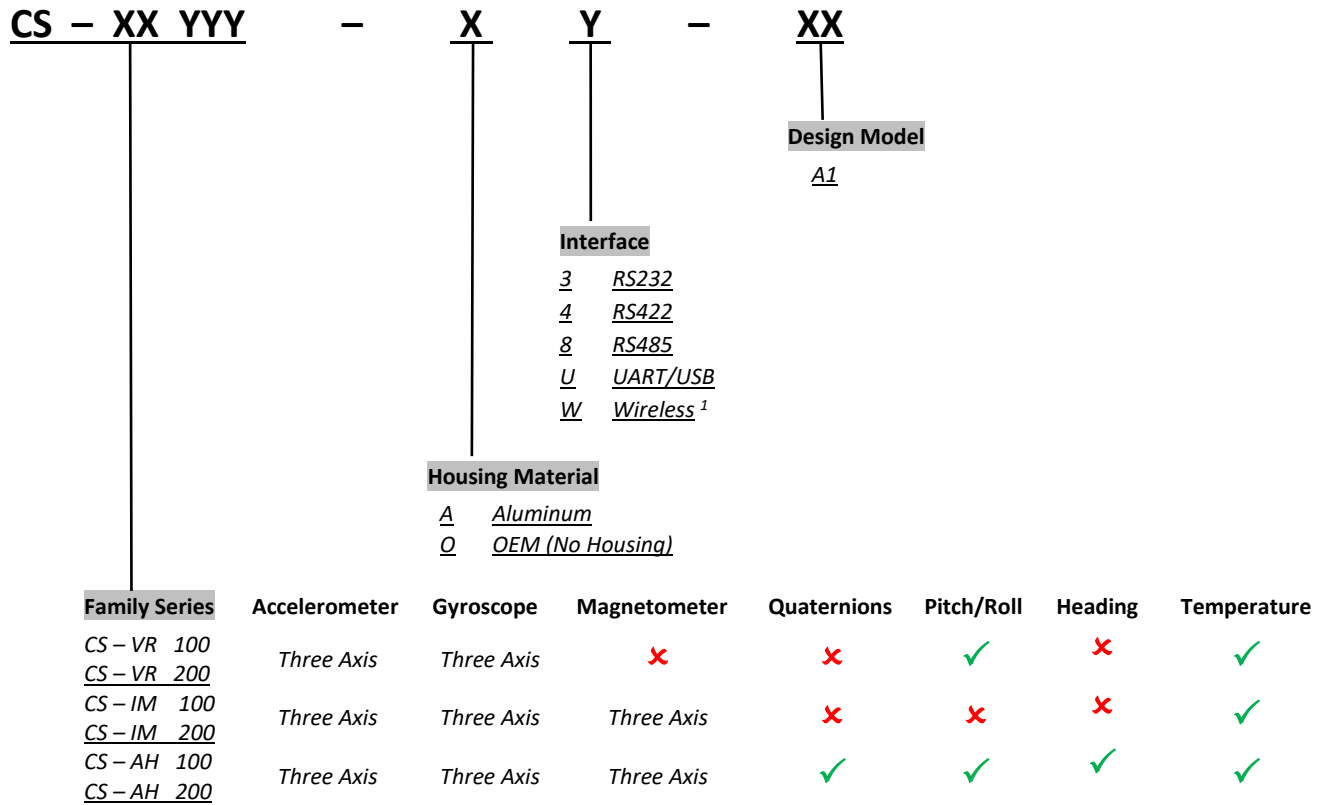 CS – XX YYY – X Y – XX
Design Model
A1
Interface
3 RS232
4 RS422
8 RS485
U UART/USB
W Wireless 1
Housing Material
A Aluminum
O OEM (No Housing)
Family Series Accelerometer Gyroscope Magnetometer Quaternions Pitch/Roll Heading Temperature
CS – VR 100
CS – VR 200
Three Axis Three Axis ✘ ✘ ✓ ✘ ✓
CS – IM 100
CS – IM 200
Three Axis Three Axis Three Axis ✘ ✘ ✘ ✓
CS – AH 100
CS – AH 200
Three Axis Three Axis Three Axis ✓ ✓ ✓ ✓